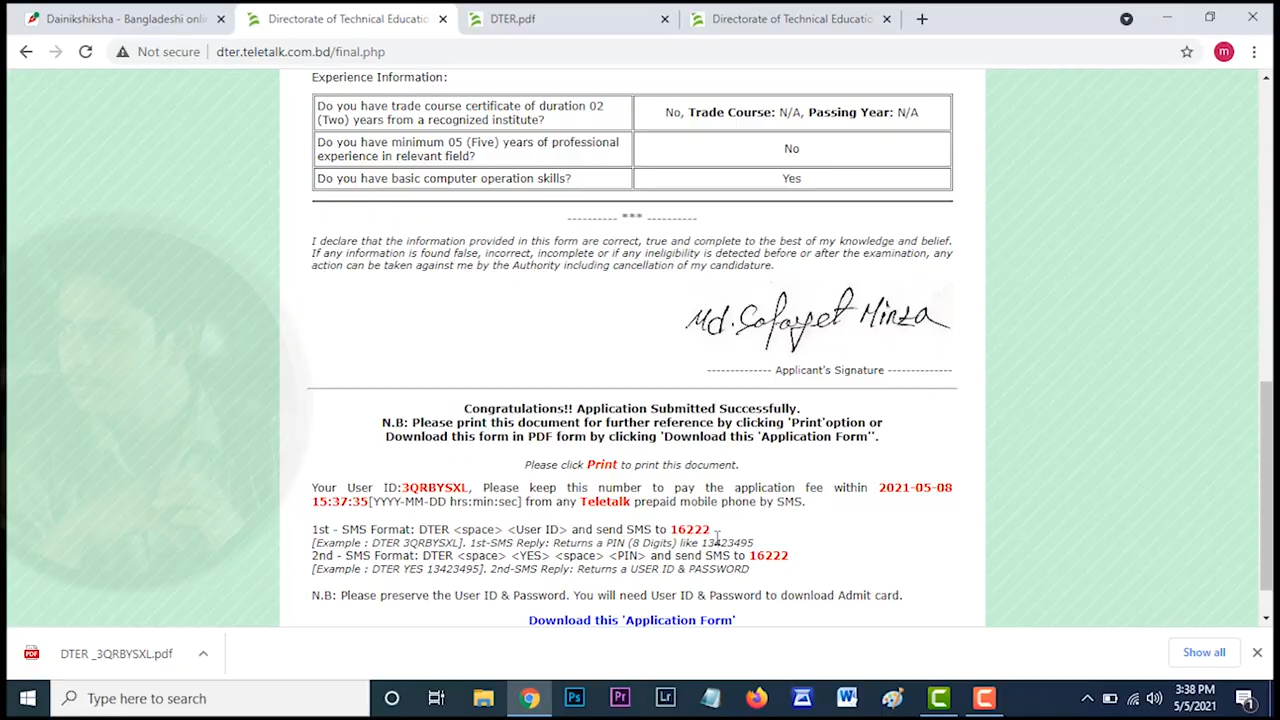 Dainikshiksha - Bangladeshi onli
Directorate of Technical Educatio
DTER.pdf
Directorate of Technical Educatio
Not secure
dter.teletalk.com.bd/final.php
m
Experience Information:
Do you have trade course certificate of duration 02
(Two) years from a recognized institute?
No, Trade Course: N/A, Passing Year: N/A
Do you have minimum 05 (Five) years of professional
experience in relevant field?
No
Do you have basic computer operation skills?
Yes
---------- *** ----------
I declare that the information provided in this form are correct, true and complete to the best of my knowledge and belief.
If any information is found false, incorrect, incomplete or if any ineligibility is detected before or after the examination, any
action can be taken against me by the Authority including cancellation of my candidature.
Md. Safayet Mirza
------------- Applicant's Signature -------------
Congratulations!! Application Submitted Successfully.
N.B: Please print this document for further reference by clicking 'Print'option or
Download this form in PDF form by clicking 'Download this 'Application Form''.
Please click Print to print this document.
Your User ID:3QRBYSXL, Please keep this number to pay the application fee within 2021-05-08
15:37:35[YYYY-MM-DD hrs:min:sec] from any Teletalk prepaid mobile phone by SMS.
1st - SMS Format: DTER <space> <User ID> and send SMS to 16222
[Example : DTER 3QRBYSXL]. 1st-SMS Reply: Returns a PIN (8 Digits) like 13423495
2nd - SMS Format: DTER <space> <YES> <space> <PIN> and send SMS to 16222
[Example : DTER YES 13423495]. 2nd-SMS Reply: Returns a USER ID & PASSWORD
N.B: Please preserve the User ID & Password. You will need User ID & Password to download Admit card.
Download this 'Application Form'
PDF
DTER _3QRBYSXL.pdf
Show all
Type here to search
Ps
Pr
Lr
W
C
C
3:38 PM
5/5/2021
1